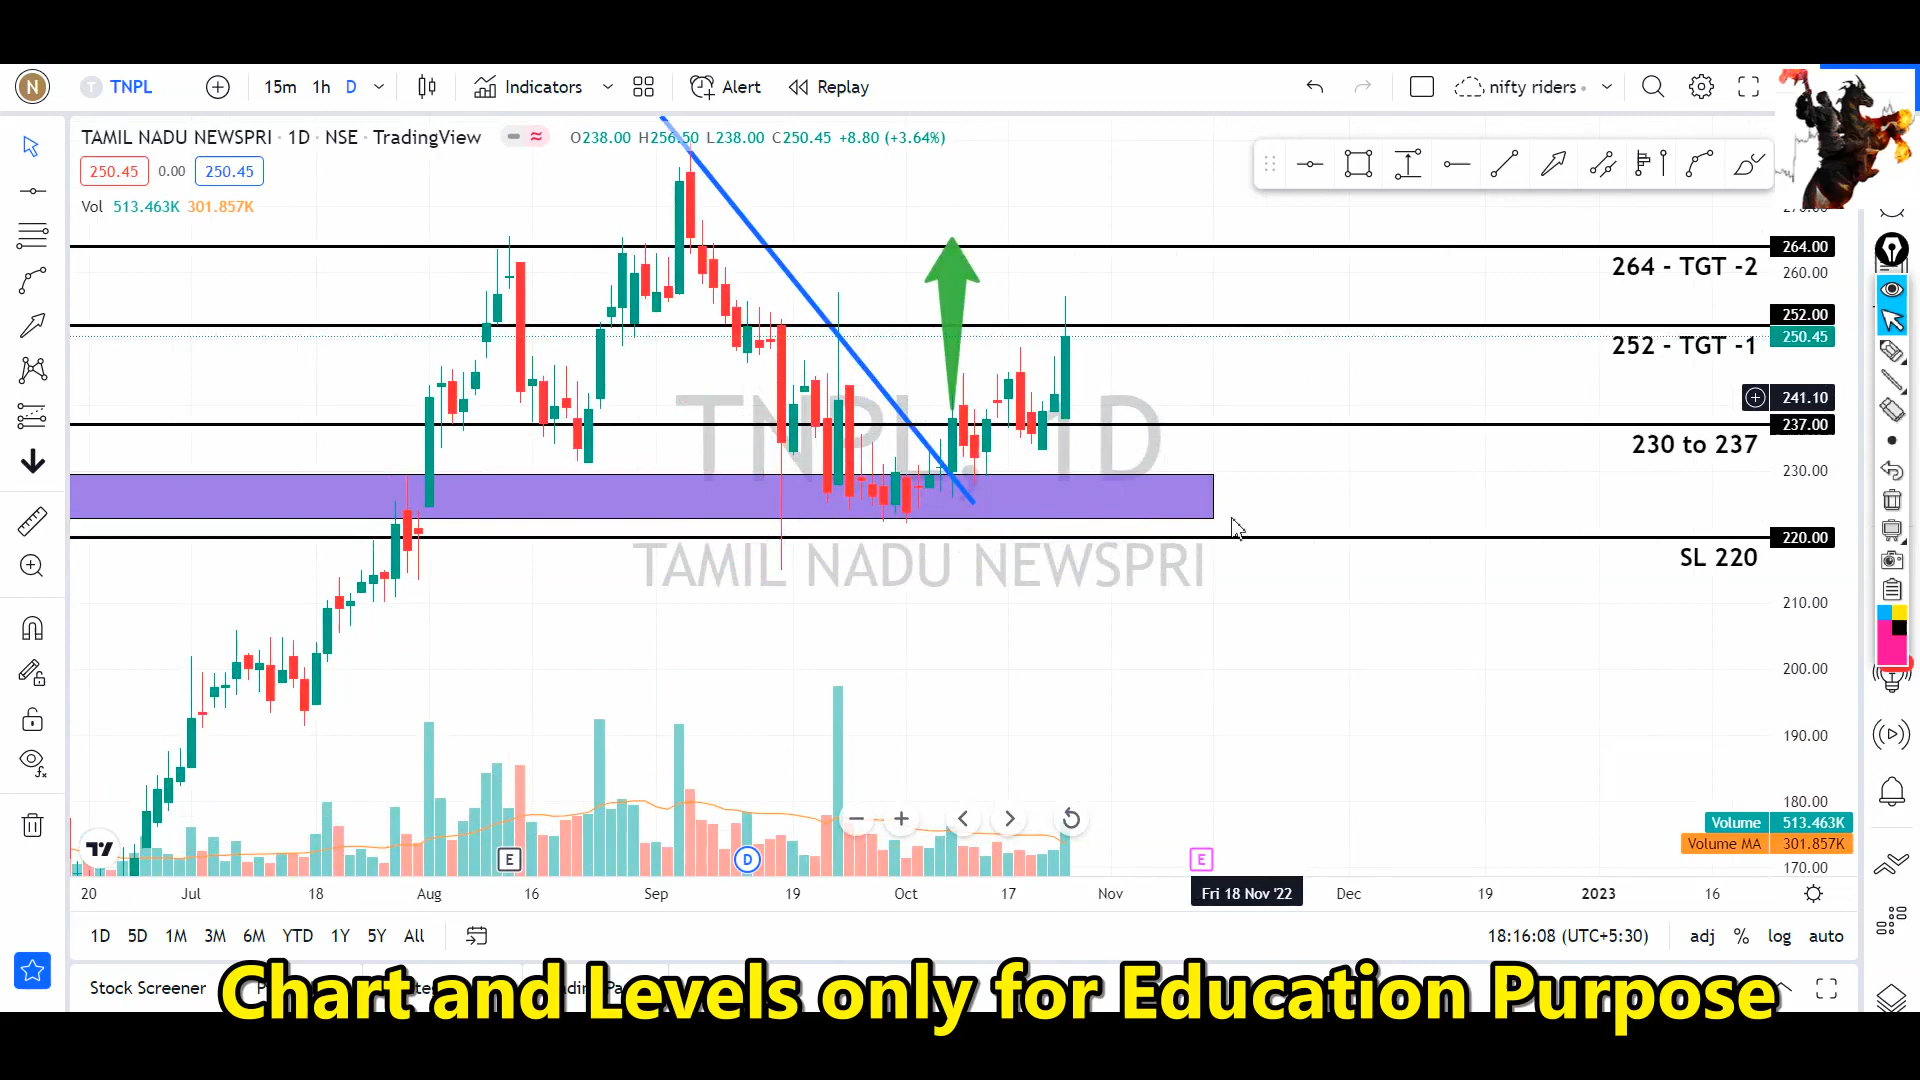 N TNPL 15m 1h D Indicators Alert Replay nifty riders
TAMIL NADU NEWSPRI · 1D · NSE · TradingView O238.00 H256.50 L238.00 C250.45 +8.80 (+3.64%)
250.45 0.00 250.45
Vol 513.463K 301.857K
264.00
264 - TGT -2
260.00
252.00
250.45
252 - TGT -1
241.10
237.00
TNPL, 1D
230 to 237
230.00
220.00
SL 220
TAMIL NADU NEWSPRI
210.00
200.00
190.00
180.00
Volume 513.463K
Volume MA 301.857K
E D E
170.00
20 Jul 18 Aug 16 Sep 19 Oct 17 Nov Fri 18 Nov '22 Dec 19 2023 16
1D 5D 1M 3M 6M YTD 1Y 5Y All 18:16:08 (UTC+5:30) adj % log auto
Stock Screener
Chart and Levels only for Education Purpose